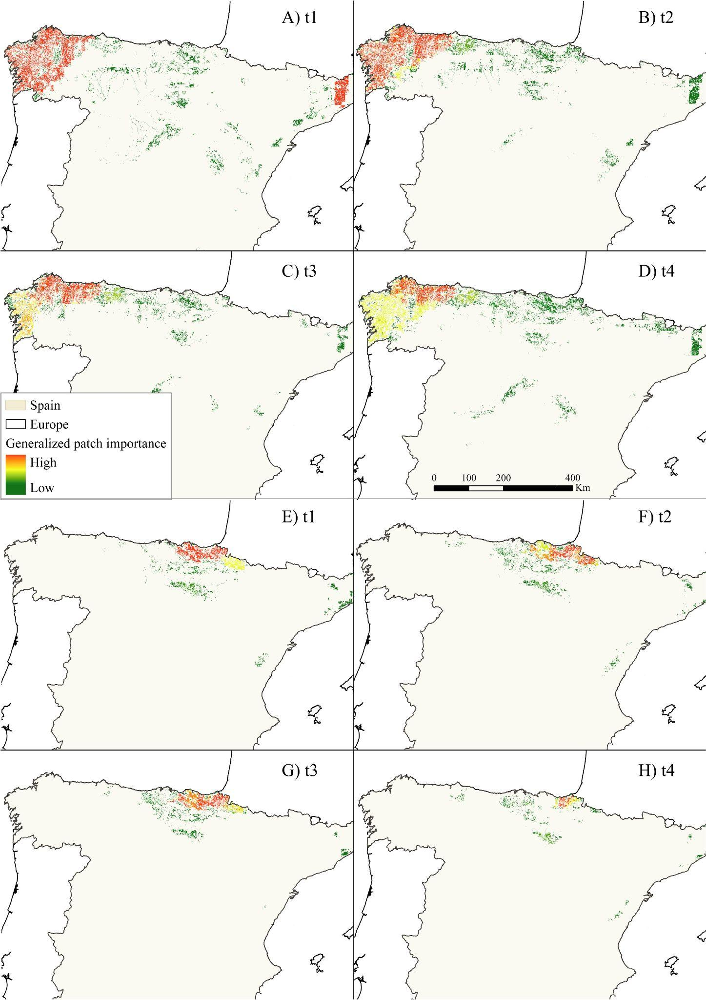 A) t1
B) t2
C) t3
D) t4
Spain
Europe
Generalized patch importance
High
Low
0 100 200 400
Km
E) t1
F) t2
G) t3
H) t4